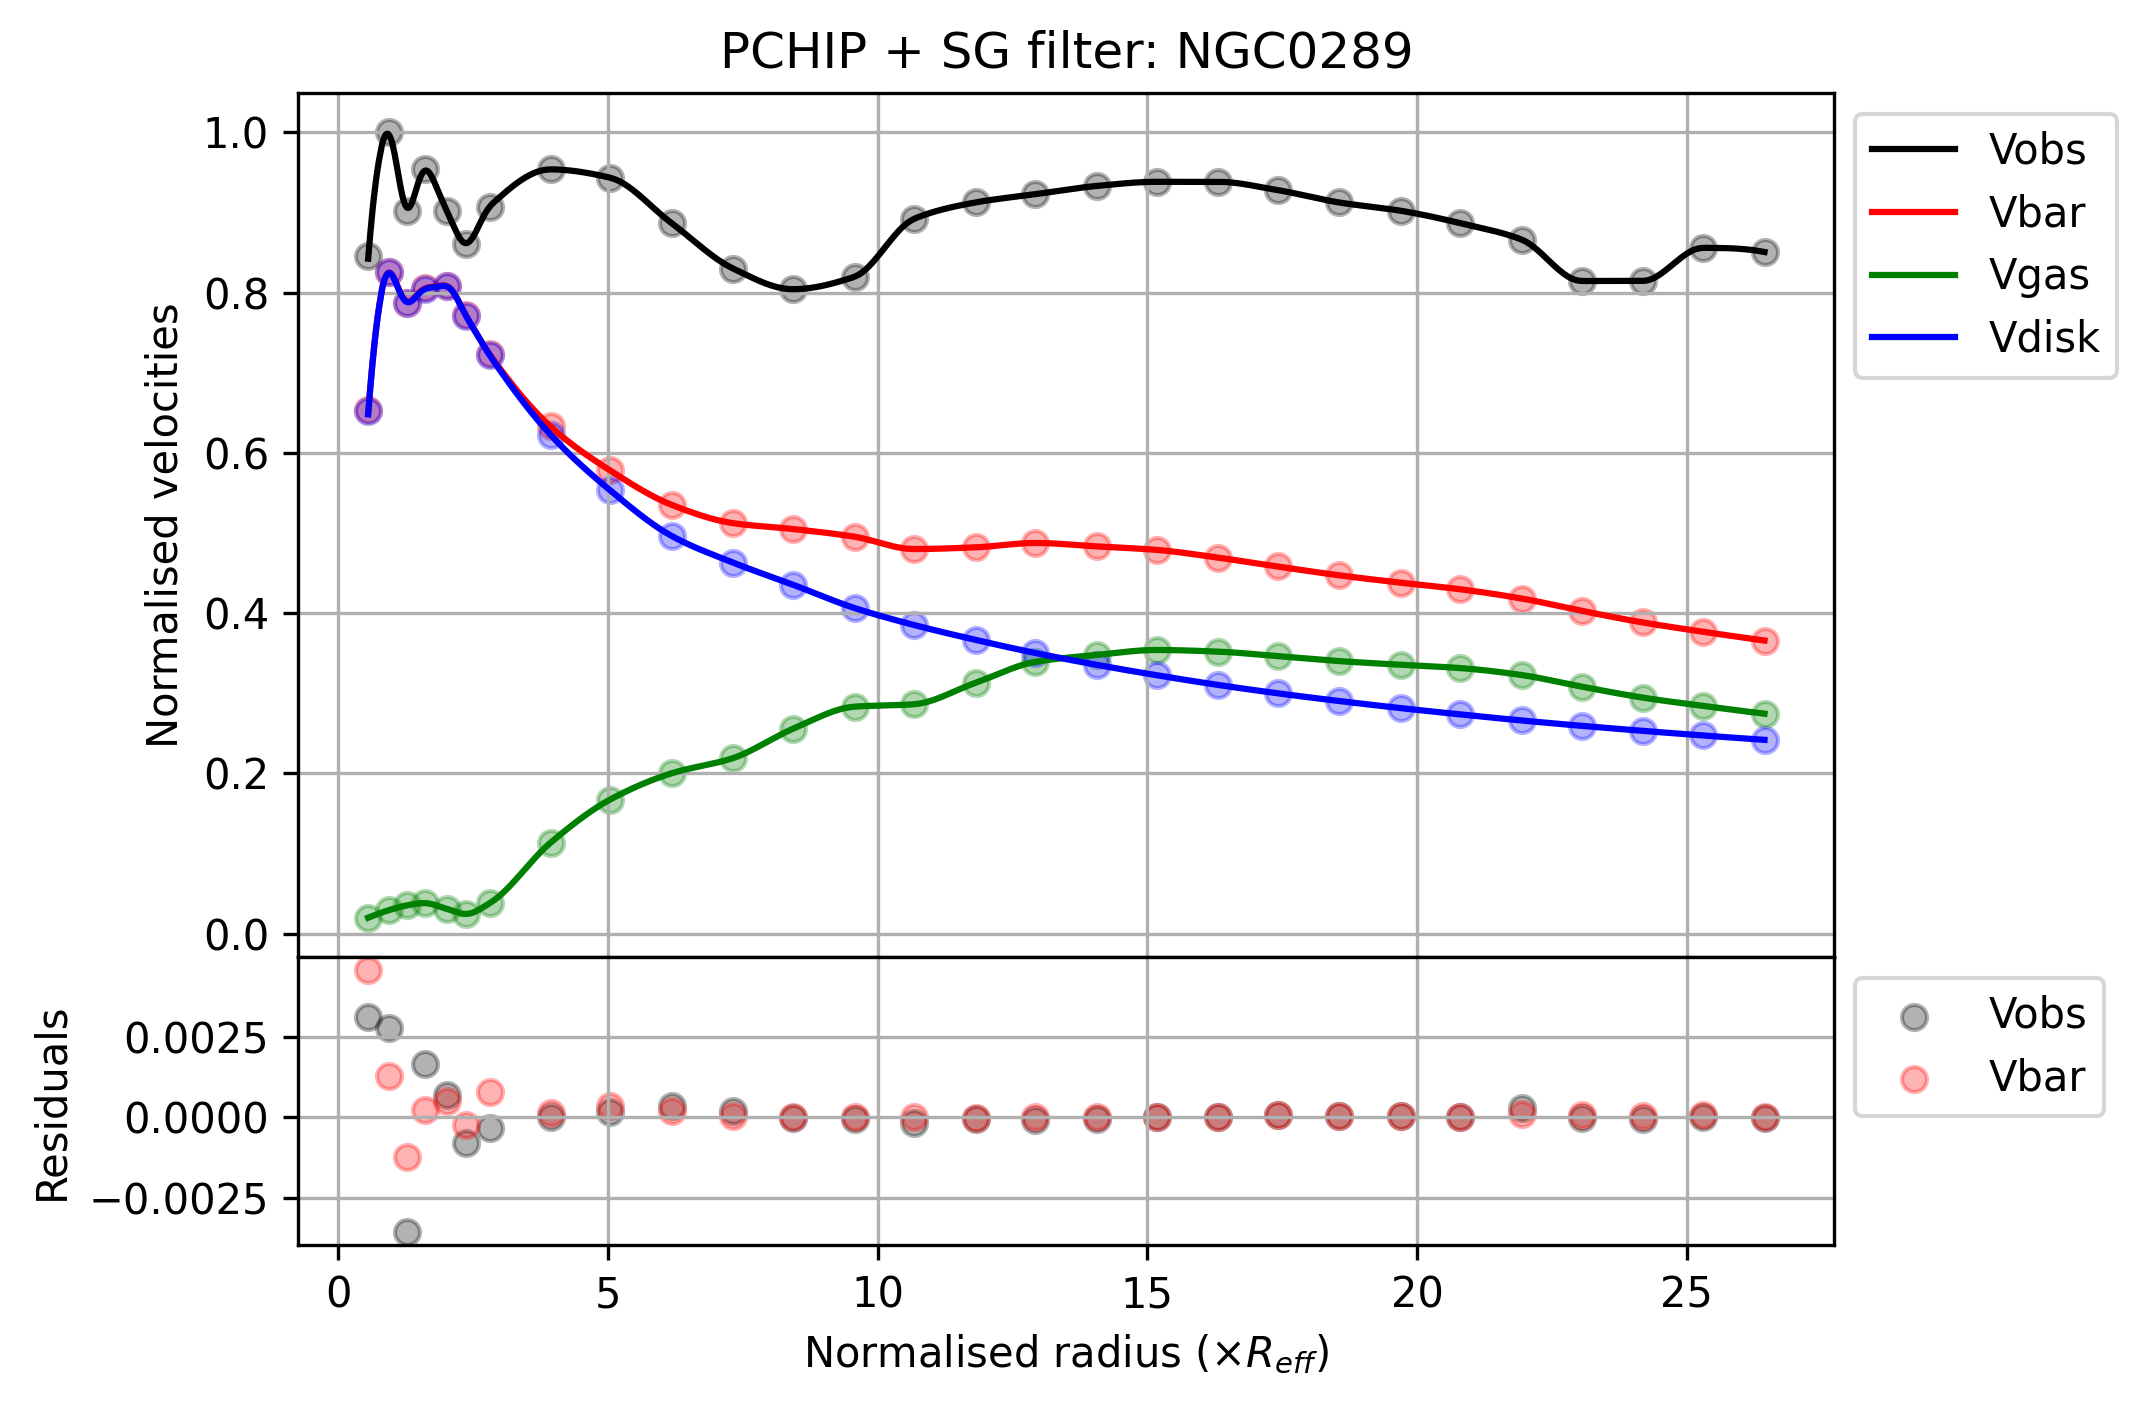 PCHIP + SG filter: NGC0289
Normalised velocities
1.0
0.8
0.6
0.4
0.2
0.0
Vobs
Vbar
Vgas
Vdisk
Residuals
0.0025
0.0000
−0.0025
Vobs
Vbar
0 5 10 15 20 25
Normalised radius (×R_{eff})